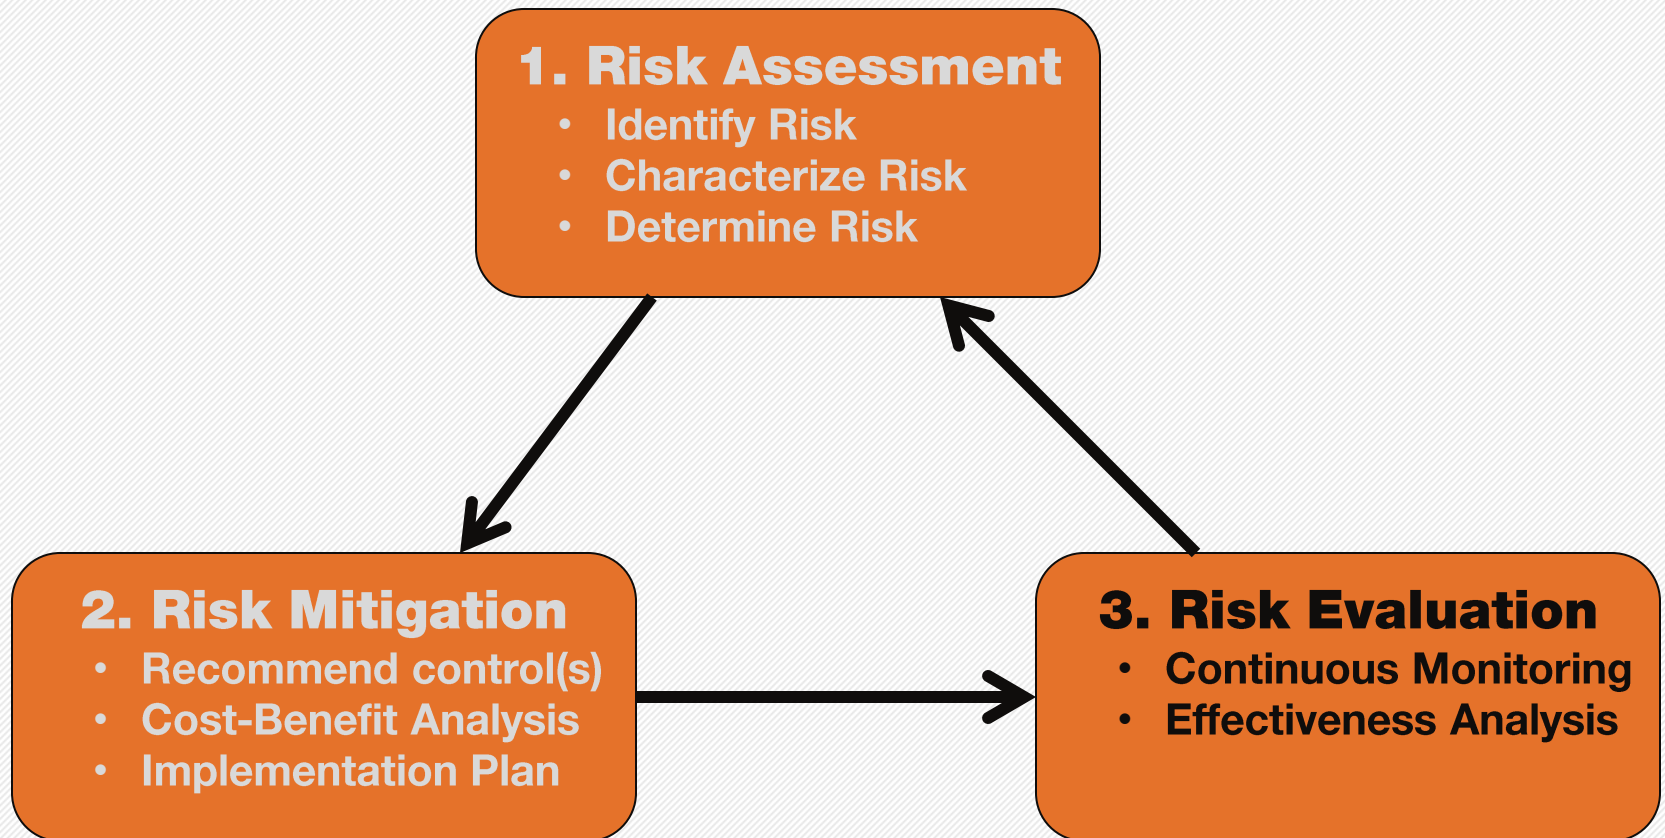 1. Risk Assessment
• Identify Risk
• Characterize Risk
• Determine Risk
2. Risk Mitigation
• Recommend control(s)
• Cost-Benefit Analysis
• Implementation Plan
3. Risk Evaluation
• Continuous Monitoring
• Effectiveness Analysis